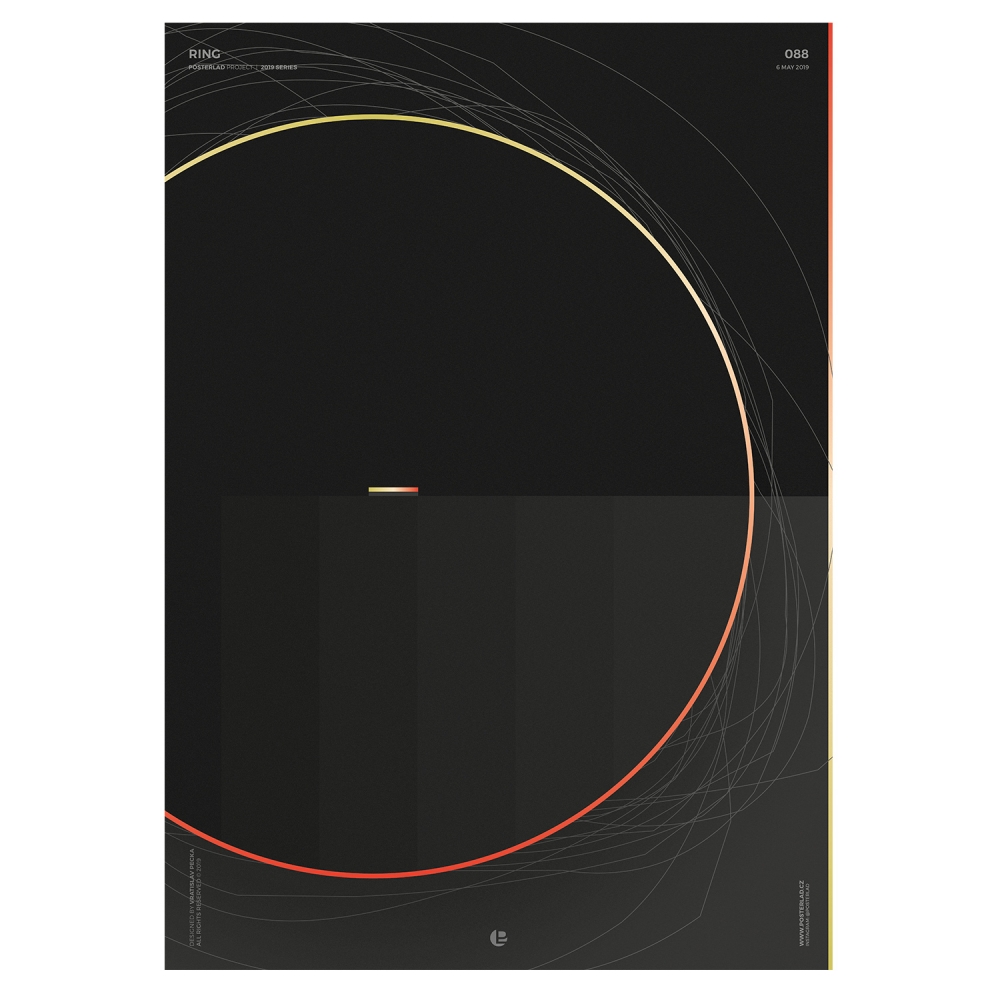 RING
POSTERLAD PROJECT | 2019 SERIES
088
6 MAY 2019
DESIGNED BY VRATISLAV PECKA
ALL RIGHTS RESERVED © 2019
WWW.POSTERLAD.CZ
INSTAGRAM: @POSTERLAD